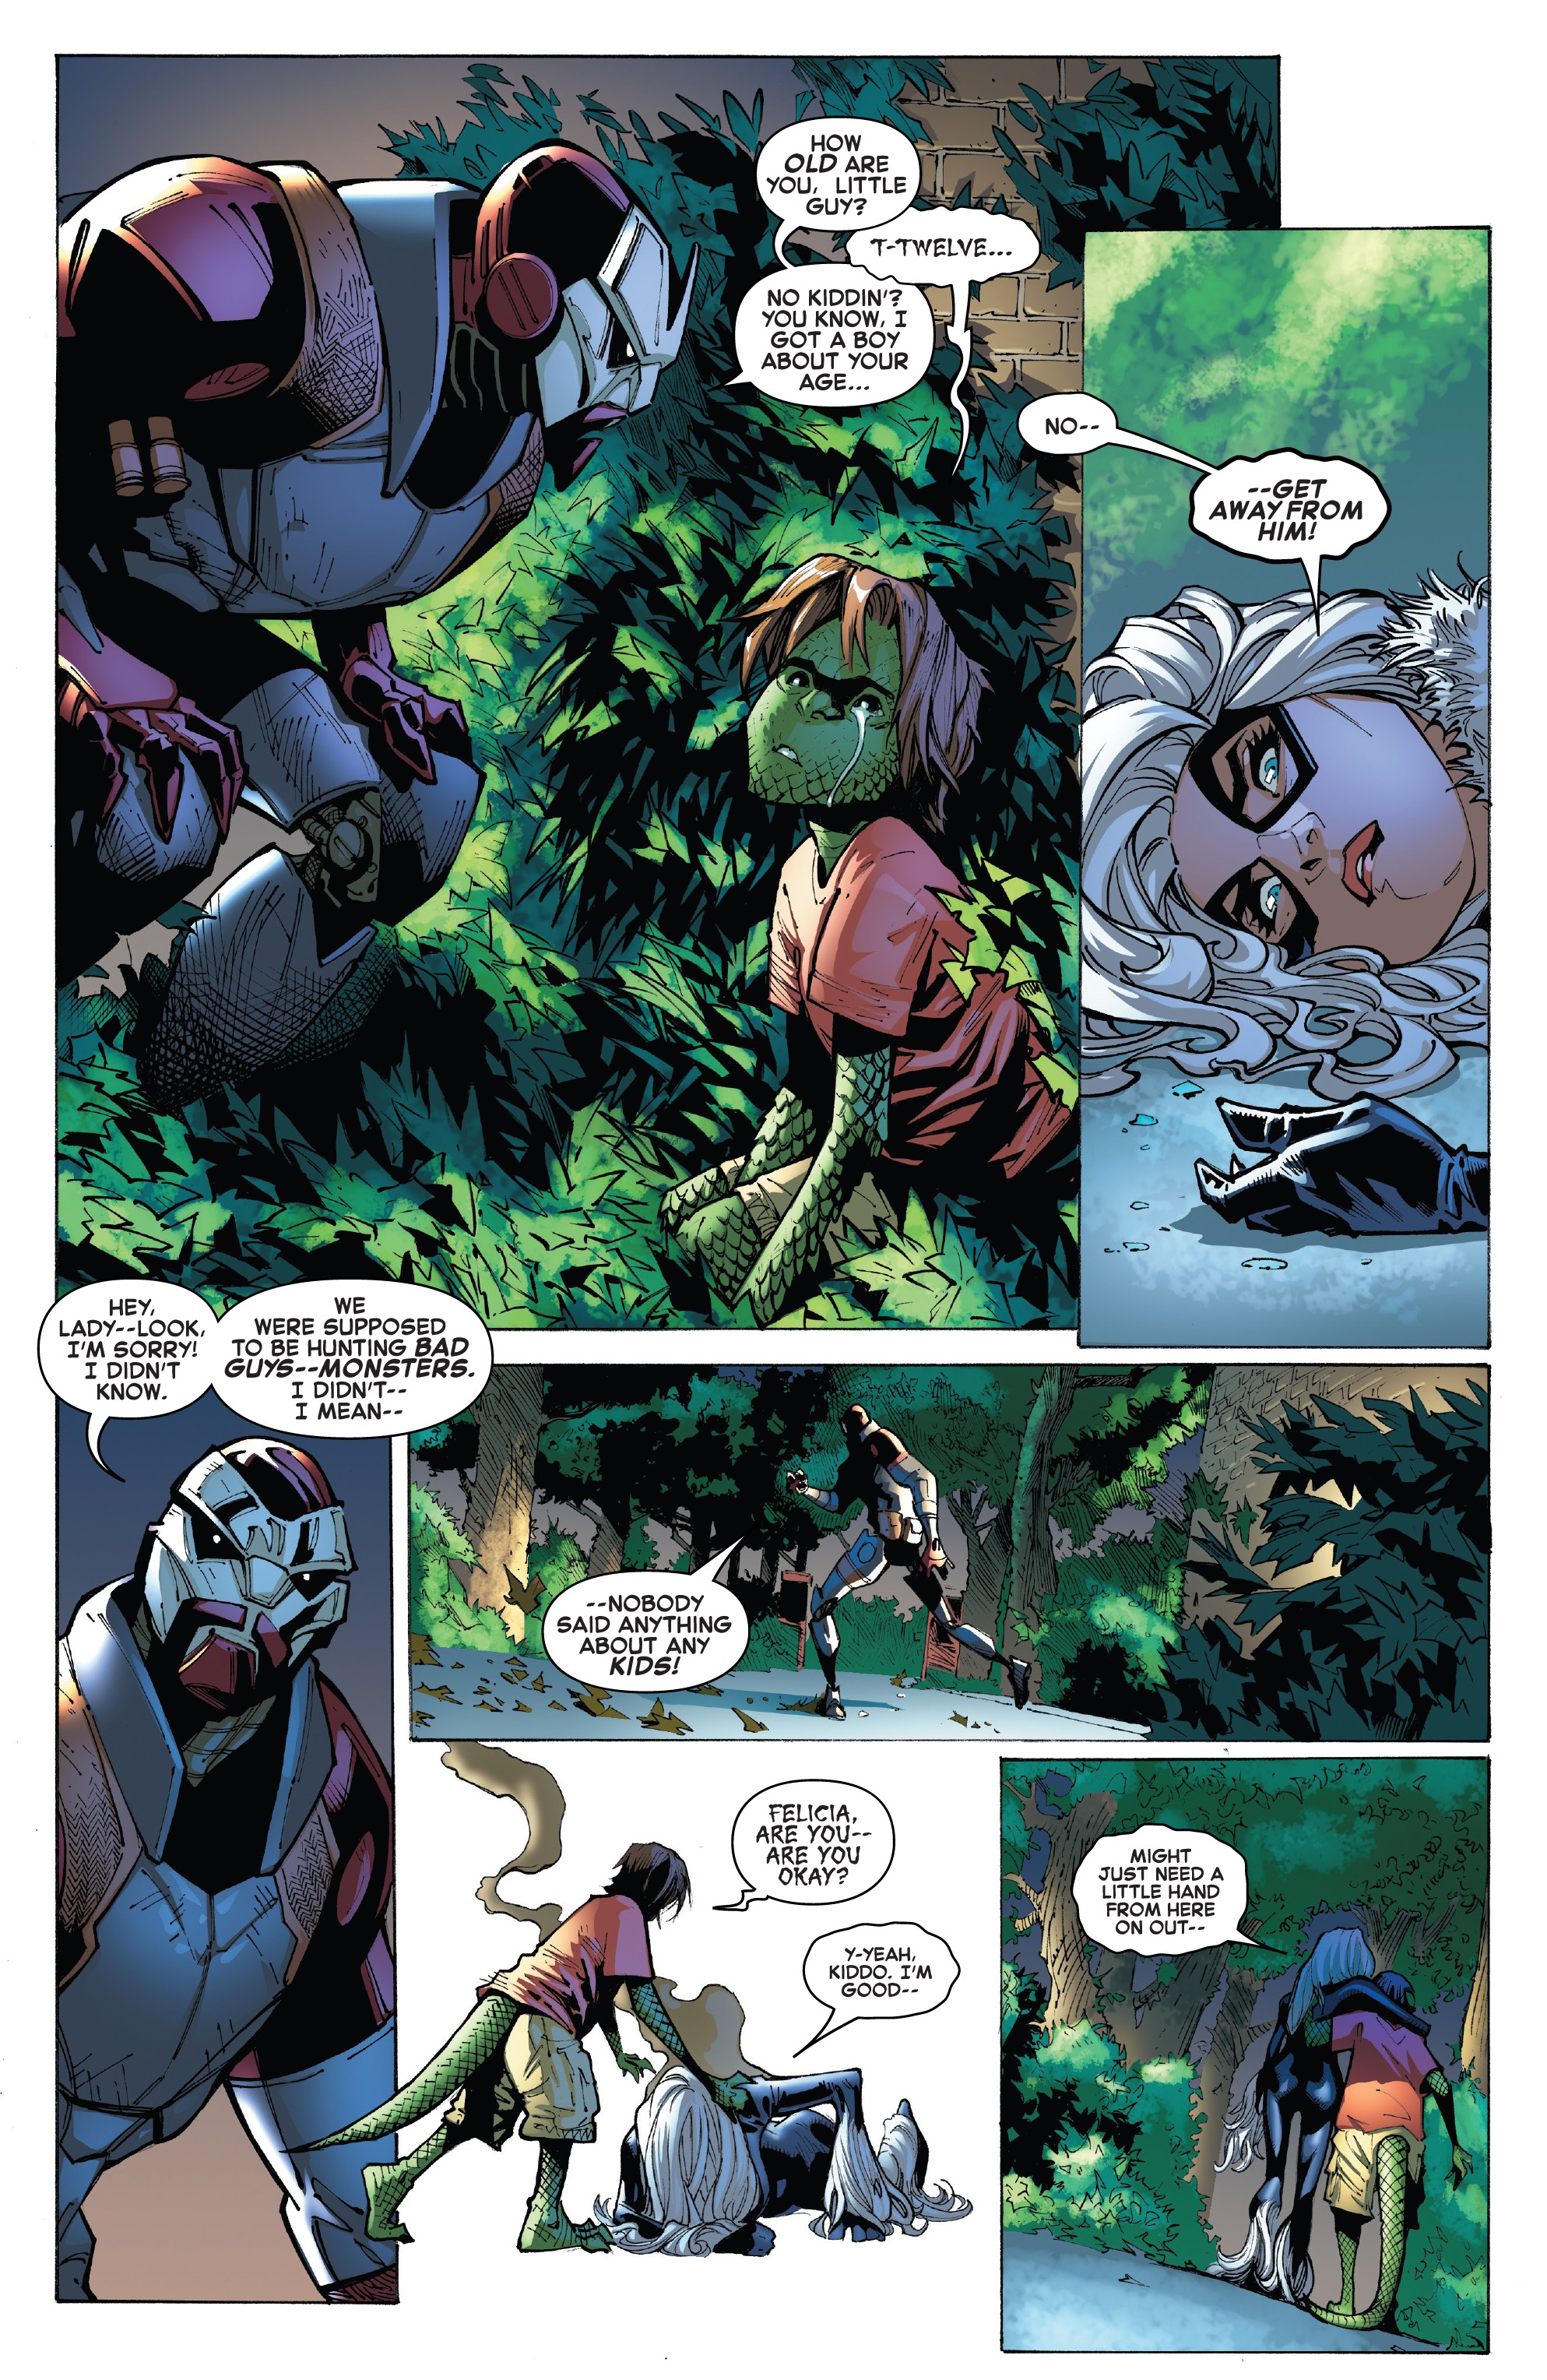 HOW
OLD ARE
YOU, LITTLE
GUY?
T-TWELVE...
NO KIDDIN'?
YOU KNOW, I
GOT A BOY
ABOUT YOUR
AGE...
NO--
--GET
AWAY FROM
HIM!
HEY,
LADY--LOOK,
I'M SORRY!
I DIDN'T
KNOW.
WE
WERE SUPPOSED
TO BE HUNTING BAD
GUYS--MONSTERS.
I DIDN'T--
I MEAN--
--NOBODY
SAID ANYTHING
ABOUT ANY
KIDS!
FELICIA,
ARE YOU--
ARE YOU
OKAY?
Y-YEAH,
KIDDO. I'M
GOOD--
MIGHT
JUST NEED A
LITTLE HAND
FROM HERE
ON OUT--